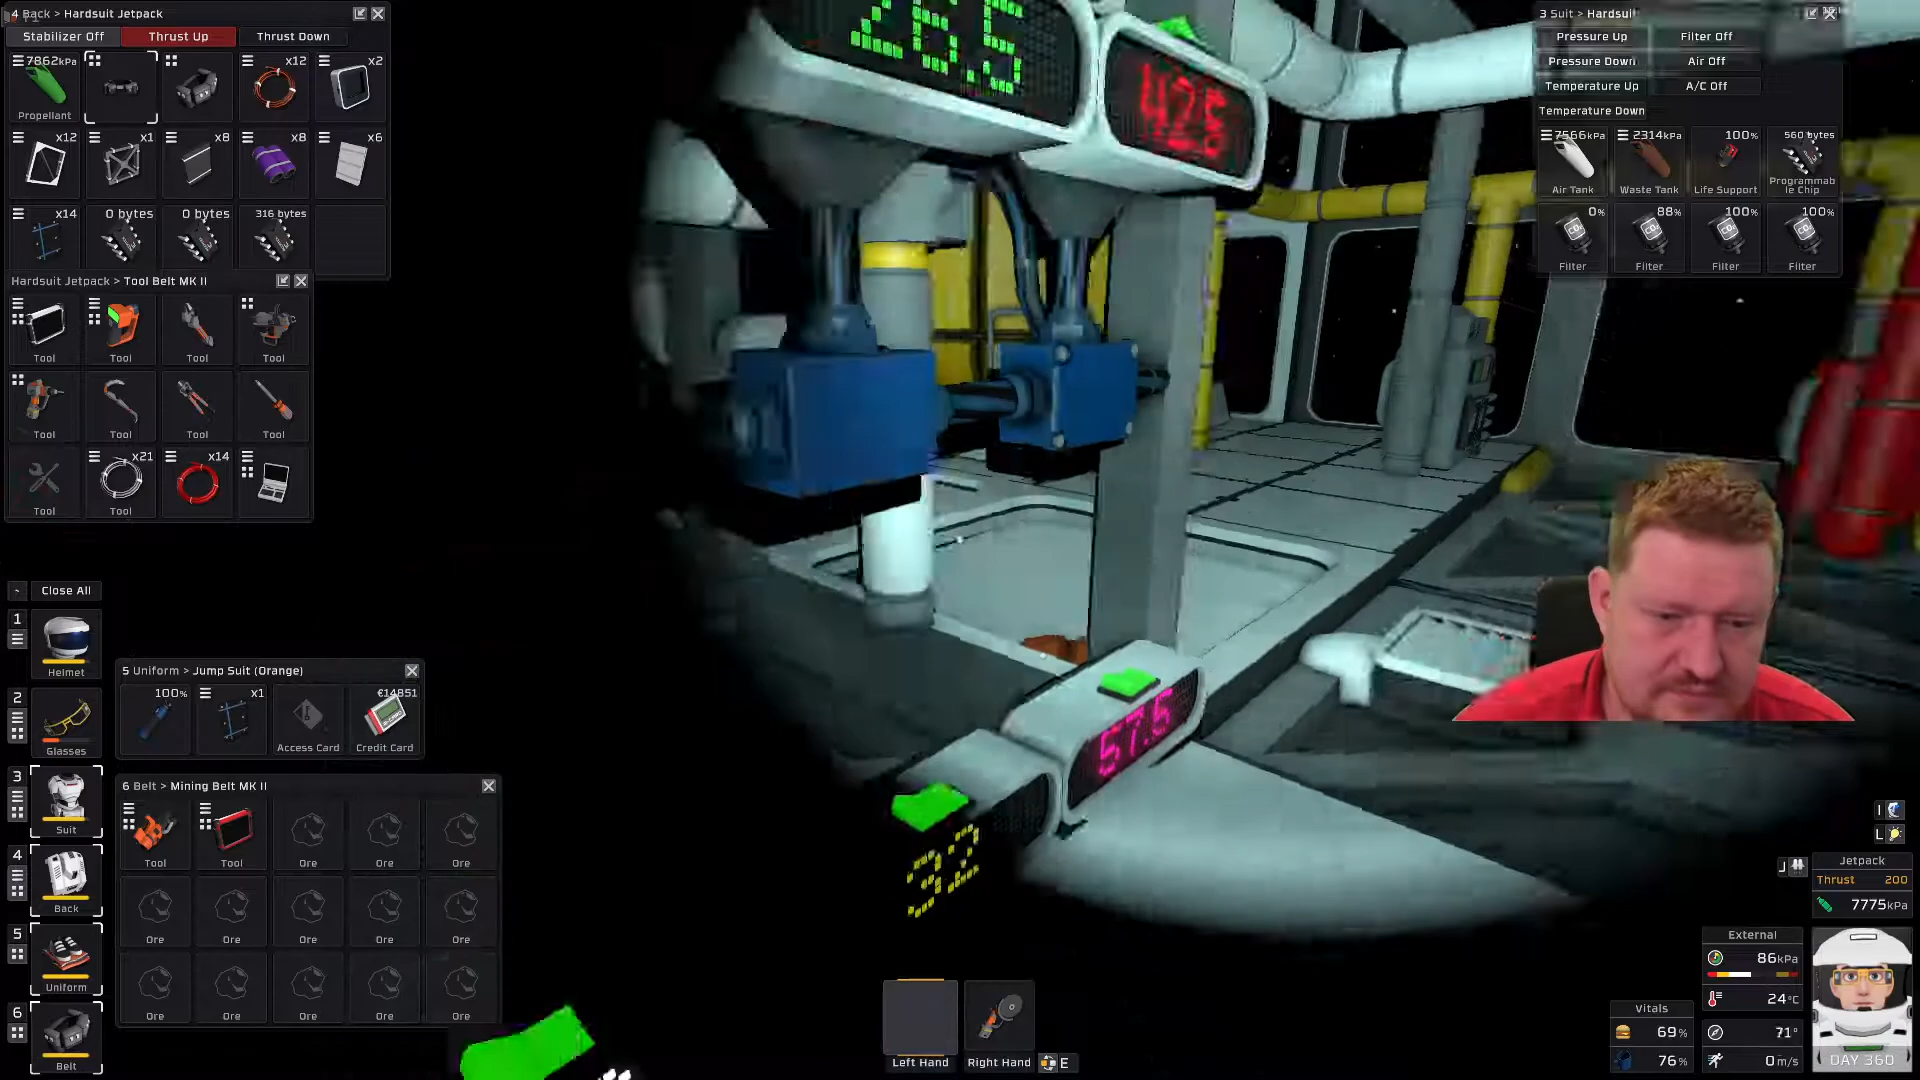 4 Back > Hardsuit Jetpack
Stabilizer Off
Thrust Up
Thrust Down
7862kPa
x12
x2
Propellant
x12
x1
x8
x8
x6
x14
0 bytes
0 bytes
316 bytes
Hardsuit Jetpack > Tool Belt MK II
Tool
Tool
Tool
Tool
Tool
Tool
Tool
Tool
x21
x14
Tool
Tool
~
Close All
1
Helmet
2
Glasses
3
Suit
4
Back
5
Uniform
6
Belt
5 Uniform > Jump Suit (Orange)
100%
x1
€14851
Access Card
Credit Card
6 Belt > Mining Belt MK II
Tool
Tool
Ore
Ore
Ore
Ore
Ore
Ore
Ore
Ore
Ore
Ore
Ore
Ore
Ore
57.5
32
Left Hand
Right Hand
E
3 Suit > Hardsuit
Pressure Up
Filter Off
Pressure Down
Air Off
Temperature Up
A/C Off
Temperature Down
7566kPa
2314kPa
100%
560 bytes
Air Tank
Waste Tank
Life Support
Programmab
le Chip
0%
88%
100%
100%
Filter
Filter
Filter
Filter
I
L
J
Jetpack
Thrust 200
7775kPa
External
86kPa
24°C
Vitals
69%
71°
76%
0m/s
DAY 360